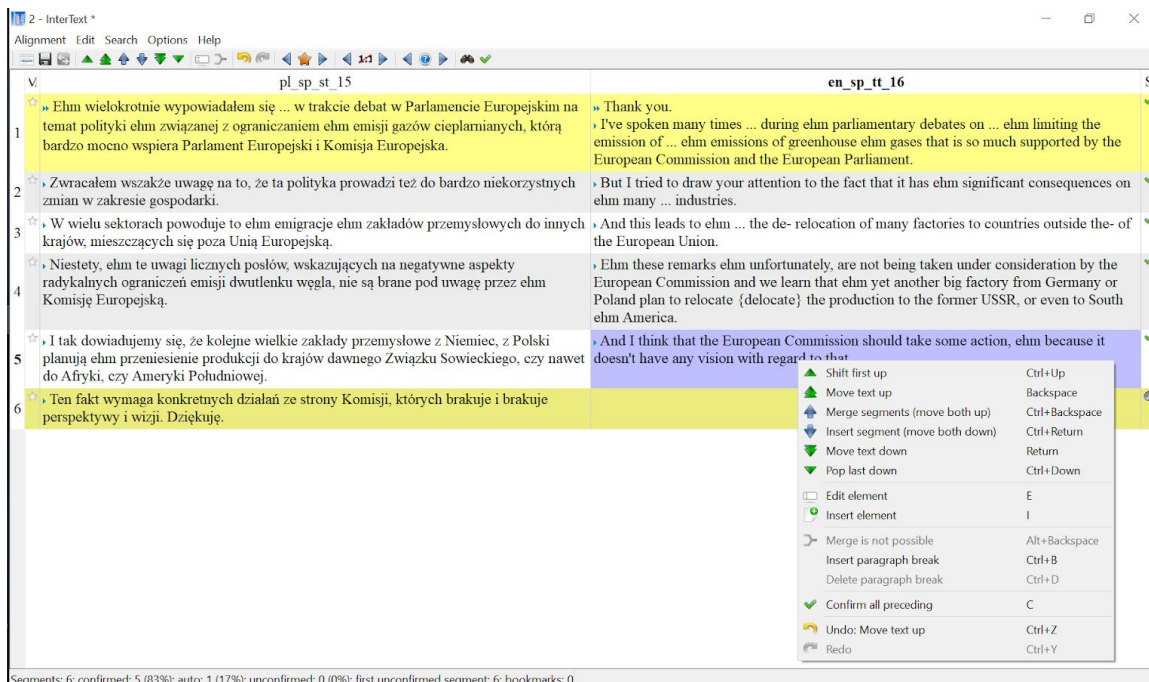 2 - InterText *
Alignment Edit Search Options Help
1:1
pl_sp_st_15 en_sp_tt_16
1
» Ehm wielokrotnie wypowiadałem się ... w trakcie debat w Parlamencie Europejskim na
temat polityki ehm związanej z ograniczaniem ehm emisji gazów cieplarnianych, którą
bardzo mocno wspiera Parlament Europejski i Komisja Europejska.
» Thank you.
› I've spoken many times ... during ehm parliamentary debates on ... ehm limiting the
emission of ... ehm emissions of greenhouse ehm gases that is so much supported by the
European Commission and the European Parliament.
2
› Zwracałem wszakże uwagę na to, że ta polityka prowadzi też do bardzo niekorzystnych
zmian w zakresie gospodarki.
› But I tried to draw your attention to the fact that it has ehm significant consequences on
ehm many ... industries.
3
› W wielu sektorach powoduje to ehm emigracje ehm zakładów przemysłowych do innych
krajów, mieszczących się poza Unią Europejską.
› And this leads to ehm ... the de- relocation of many factories to countries outside the- of
the European Union.
4
› Niestety, ehm te uwagi licznych posłów, wskazujących na negatywne aspekty
radykalnych ograniczeń emisji dwutlenku węgla, nie są brane pod uwagę przez ehm
Komisję Europejską.
› Ehm these remarks ehm unfortunately, are not being taken under consideration by the
European Commission and we learn that ehm yet another big factory from Germany or
Poland plan to relocate {delocate} the production to the former USSR, or even to South
ehm America.
5
› I tak dowiadujemy się, że kolejne wielkie zakłady przemysłowe z Niemiec, z Polski
planują ehm przeniesienie produkcji do krajów dawnego Związku Sowieckiego, czy nawet
do Afryki, czy Ameryki Południowej.
› And I think that the European Commission should take some action, ehm because it
doesn't have any vision with regard to that
6
› Ten fakt wymaga konkretnych działań ze strony Komisji, których brakuje i brakuje
perspektywy i wizji. Dziękuję.
Shift first up Ctrl+Up
Move text up Backspace
Merge segments (move both up) Ctrl+Backspace
Insert segment (move both down) Ctrl+Return
Move text down Return
Pop last down Ctrl+Down
Edit element E
Insert element I
Merge is not possible Alt+Backspace
Insert paragraph break Ctrl+B
Delete paragraph break Ctrl+D
Confirm all preceding C
Undo: Move text up Ctrl+Z
Redo Ctrl+Y
Segments: 6; confirmed: 5 (83%); auto: 1 (17%); unconfirmed: 0 (0%); first unconfirmed segment: 6; bookmarks: 0